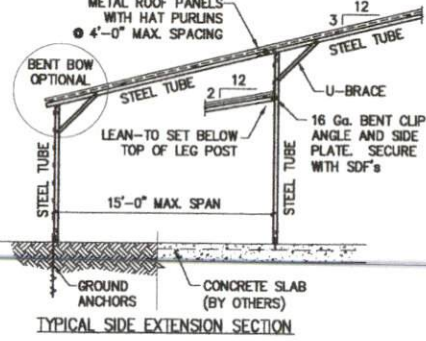 METAL ROOF PANELS
WITH HAT PURLINS
@ 4'-0" MAX. SPACING
12
3
BENT BOW
OPTIONAL
STEEL TUBE
STEEL TUBE
12
2
U-BRACE
LEAN-TO SET BELOW
TOP OF LEG POST
16 Ga. BENT CLIP
ANGLE AND SIDE
PLATE. SECURE
WITH SDF's
STEEL TUBE
STEEL TUBE
15'-0" MAX. SPAN
GROUND
ANCHORS
CONCRETE SLAB
(BY OTHERS)
TYPICAL SIDE EXTENSION SECTION